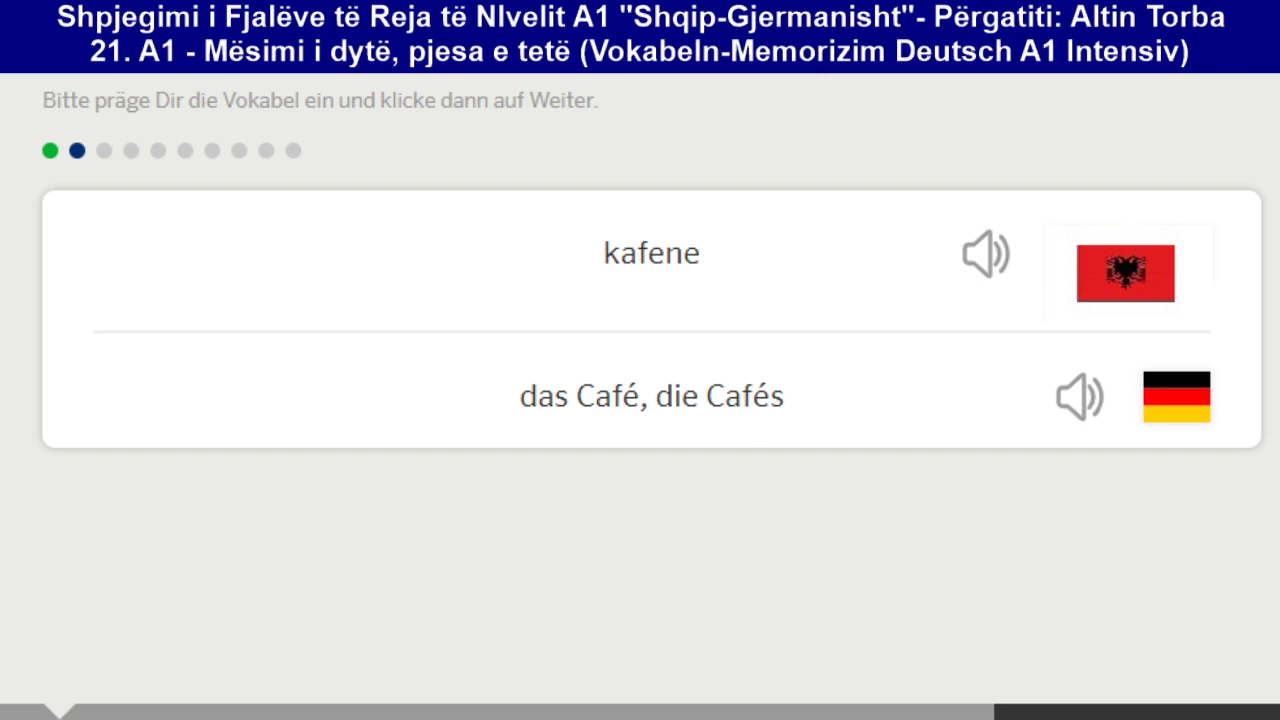 Shpjegimi i Fjalëve të Reja të NIvelit A1 "Shqip-Gjermanisht"- Përgatiti: Altin Torba
21. A1 - Mësimi i dytë, pjesa e tetë (Vokabeln-Memorizim Deutsch A1 Intensiv)
Bitte präge Dir die Vokabel ein und klicke dann auf Weiter.
kafene
das Café, die Cafés